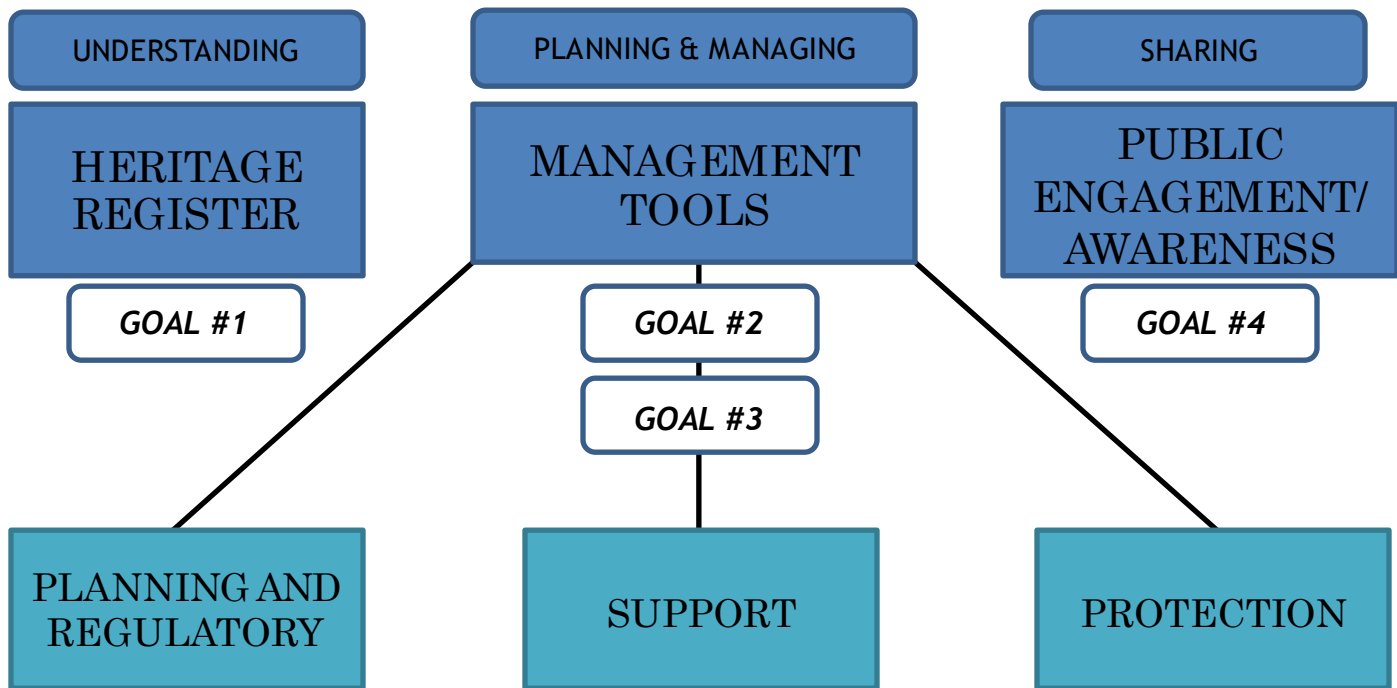 UNDERSTANDING
PLANNING & MANAGING
SHARING
HERITAGE
REGISTER
MANAGEMENT
TOOLS
PUBLIC
ENGAGEMENT/
AWARENESS
GOAL #1
GOAL #2
GOAL #4
GOAL #3
PLANNING AND
REGULATORY
SUPPORT
PROTECTION